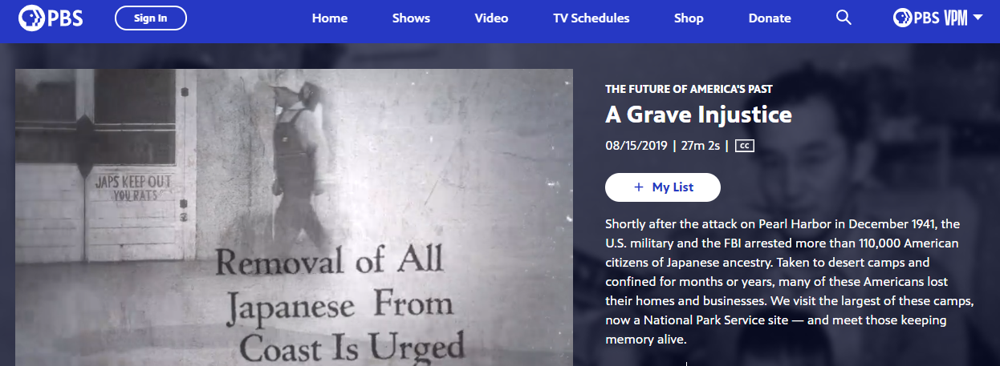 PBS
Sign In
Home
Shows
Video
TV Schedules
Shop
Donate
PBS VPM
JAPS KEEP OUT
YOU RATS
Removal of All
Japanese From
Coast Is Urged
THE FUTURE OF AMERICA'S PAST
A Grave Injustice
08/15/2019 | 27m 2s | CC
+ My List
Shortly after the attack on Pearl Harbor in December 1941, the
U.S. military and the FBI arrested more than 110,000 American
citizens of Japanese ancestry. Taken to desert camps and
confined for months or years, many of these Americans lost
their homes and businesses. We visit the largest of these camps,
now a National Park Service site — and meet those keeping
memory alive.